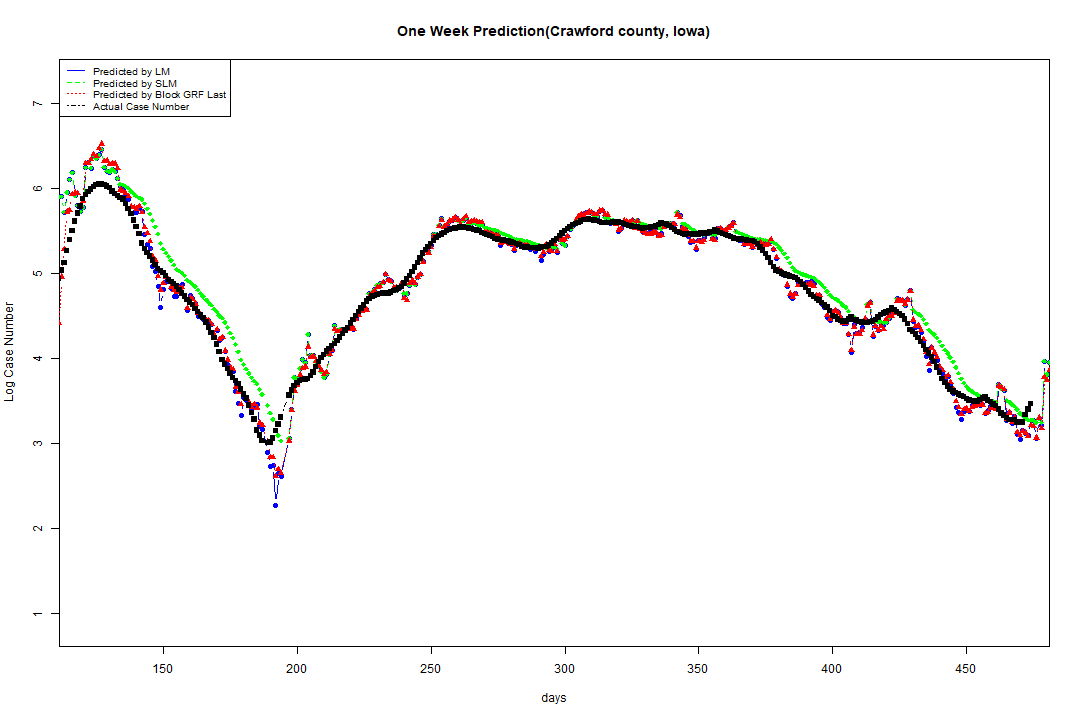 One Week Prediction(Crawford county, Iowa)
Predicted by LM
Predicted by SLM
Predicted by Block GRF Last
Actual Case Number
7
6
5
4
3
2
1
Log Case Number
150 200 250 300 350 400 450
days